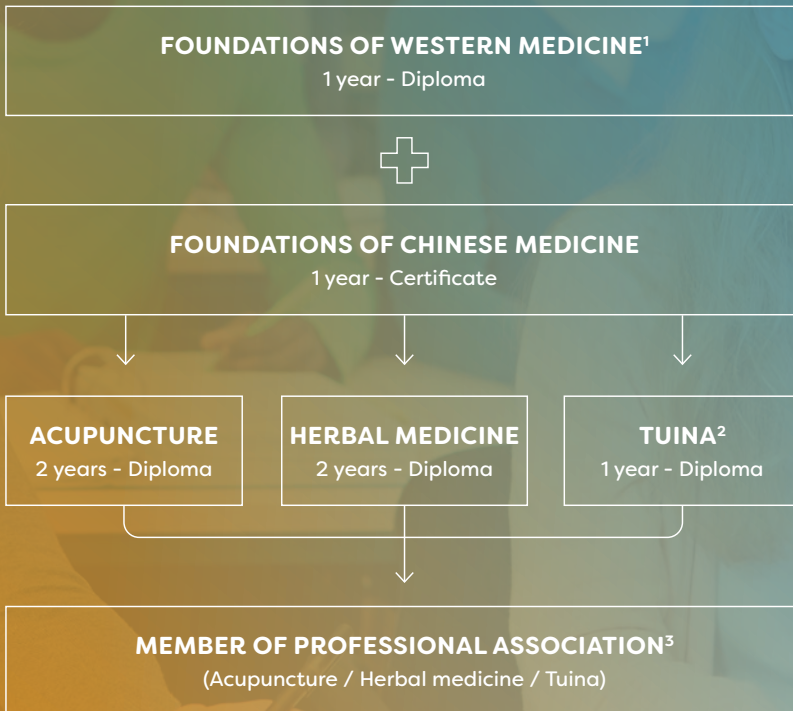 FOUNDATIONS OF WESTERN MEDICINE¹
1 year - Diploma
FOUNDATIONS OF CHINESE MEDICINE
1 year - Certificate
ACUPUNCTURE
2 years - Diploma
HERBAL MEDICINE
2 years - Diploma
TUINA²
1 year - Diploma
MEMBER OF PROFESSIONAL ASSOCIATION³
(Acupuncture / Herbal medicine / Tuina)